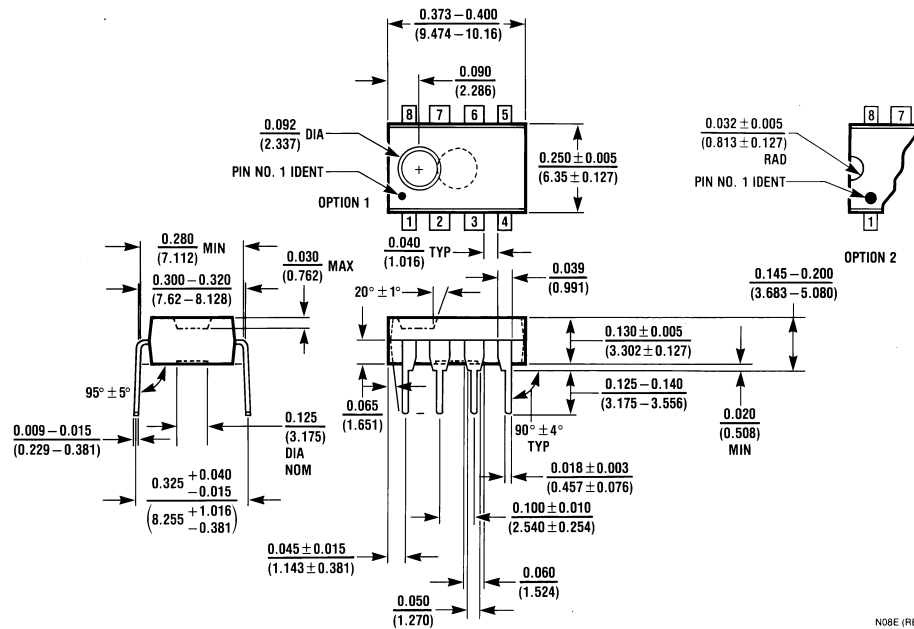 0.373 – 0.400
(9.474 – 10.16)
0.090
(2.286)
8 7 6 5
0.092 DIA
(2.337)
PIN NO. 1 IDENT
OPTION 1
1 2 3 4
0.250 ± 0.005
(6.35 ± 0.127)
0.032 ± 0.005
(0.813 ± 0.127)
RAD
PIN NO. 1 IDENT
8 7
1
OPTION 2
0.280 MIN
(7.112)
0.300 – 0.320
(7.62 – 8.128)
0.030 MAX
(0.762)
0.040 TYP
(1.016)
0.039
(0.991)
20° ± 1°
0.145 – 0.200
(3.683 – 5.080)
0.130 ± 0.005
(3.302 ± 0.127)
0.125 – 0.140
(3.175 – 3.556)
0.020
(0.508)
MIN
95° ± 5°
0.009 – 0.015
(0.229 – 0.381)
0.125
(3.175)
DIA
NOM
0.065
(1.651)
90° ± 4°
TYP
0.018 ± 0.003
(0.457 ± 0.076)
0.325 +0.040
−0.015
(8.255 +1.016
−0.381)
0.100 ± 0.010
(2.540 ± 0.254)
0.045 ± 0.015
(1.143 ± 0.381)
0.060
(1.524)
0.050
(1.270)
N08E